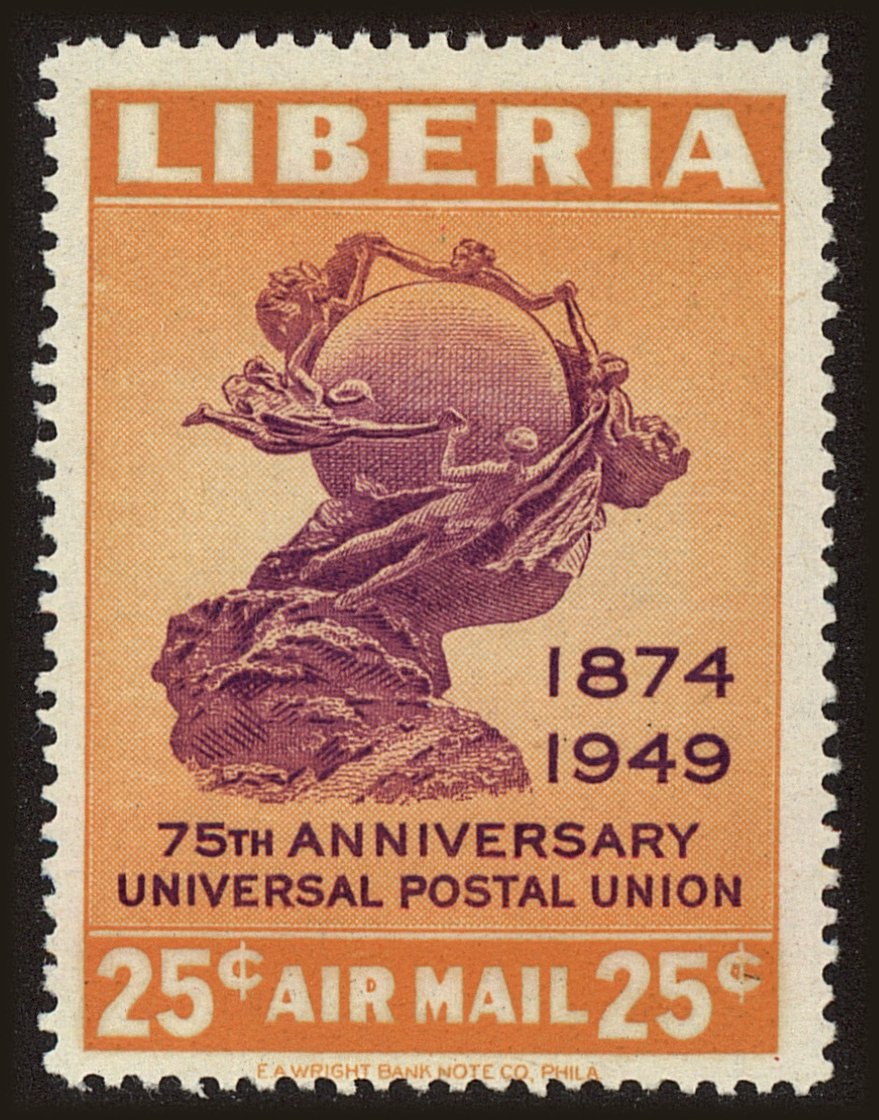 LIBERIA
1874
1949
75TH ANNIVERSARY
UNIVERSAL POSTAL UNION
25¢ AIR MAIL 25¢
E.A. WRIGHT BANK NOTE CO., PHILA.